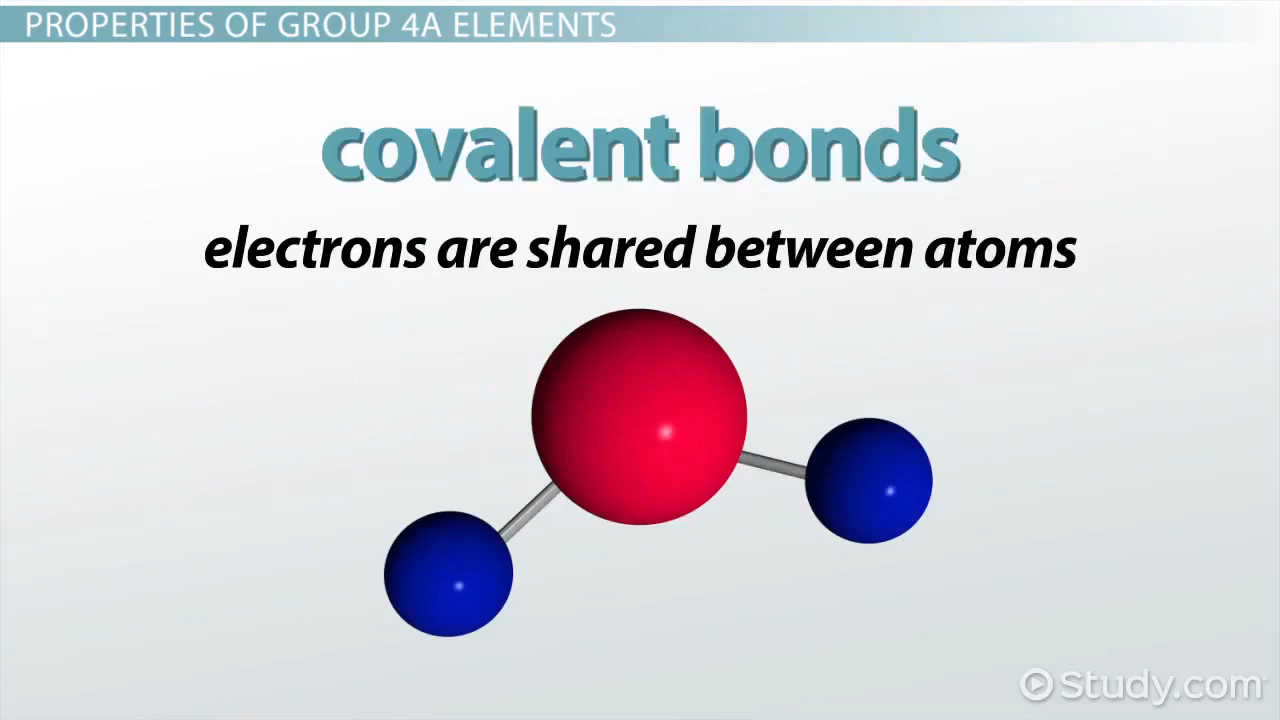 PROPERTIES OF GROUP 4A ELEMENTS
covalent bonds
electrons are shared between atoms
Study.com